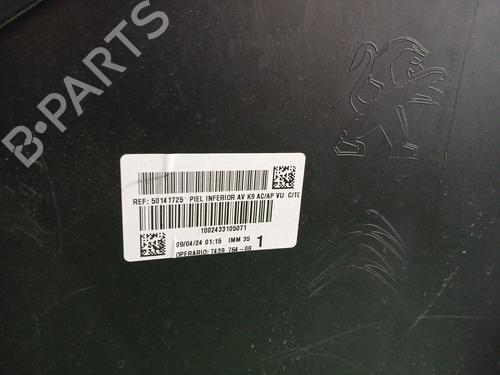 B-PARTS
REF: 50141725 PIEL INFERIOR AV K9 AC/AP VU C/TO
1002433105071
09/04/24 01:15 IMM 35 1
OPERARIO: 7439 764-08